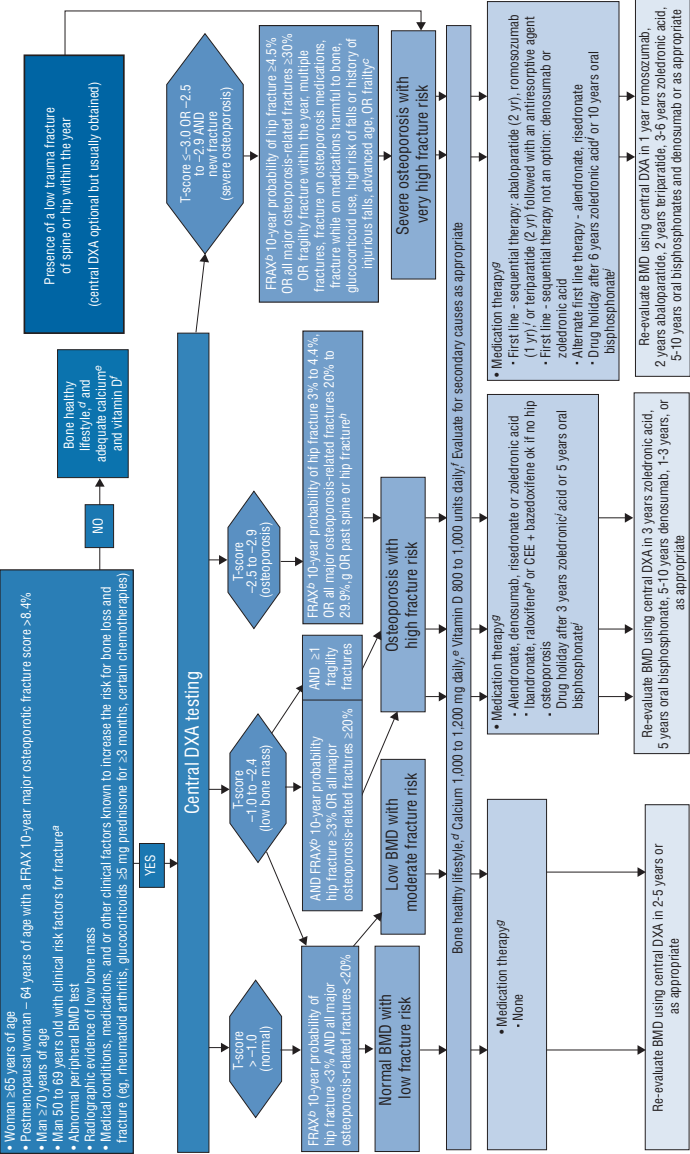 • Woman ≥65 years of age
• Postmenopausal woman – 64 years of age with a FRAX 10-year major osteoporotic fracture score >8.4%
• Man ≥70 years of age
• Man 50 to 69 years old with clinical risk factors for fractureᵃ
• Abnormal peripheral BMD test
• Radiographic evidence of low bone mass
• Medical conditions, medications, and or other clinical factors known to increase the risk for bone loss and
fracture (eg, rheumatoid arthritis, glucocorticoids ≥5 mg prednisone for ≥3 months, certain chemotherapies)
NO
Bone healthy
lifestyle,ᵈ and
adequate calciumᵉ
and vitamin Dᶠ
Presence of a low trauma fracture
of spine or hip within the year
(central DXA optional but usually obtained)
YES
Central DXA testing
T-score
> –1.0
(normal)
T-score
–1.0 to –2.4
(low bone mass)
T-score
–2.5 to –2.9
(osteoporosis)
T-score ≤–3.0 OR –2.5
to –2.9 AND
new fracture
(severe osteoporosis)
FRAXᵇ 10-year probability of
hip fracture <3% AND all major
osteoporosis-related fractures <20%
AND FRAXᵇ 10-year probability
hip fracture ≥3% OR all major
osteoporosis-related fractures ≥20%
AND ≥1
fragility
fractures
FRAXᵇ 10-year probability of hip fracture 3% to 4.4%
OR all major osteoporosis-related fractures 20% to
29.9%,g OR past spine or hip fractureʰ
FRAXᵇ 10-year probability of hip fracture ≥4.5%
OR all major osteoporosis-related fractures ≥30%
OR fragility fracture within the year, multiple
fractures, fracture on osteoporosis medications,
fracture while on medications harmful to bone,
glucocorticoid use, high risk of falls or history of
injurious falls, advanced age, OR frailtyᶜ
Normal BMD with
low fracture risk
Low BMD with
moderate fracture risk
Osteoporosis with
high fracture risk
Severe osteoporosis with
very high fracture risk
Bone healthy lifestyle,ᵈ Calcium 1,000 to 1,200 mg daily,ᵉ Vitamin D 800 to 1,000 units daily,ᶠ Evaluate for secondary causes as appropriate
• Medication therapyᵍ
• None
• Medication therapyᵍ
• Alendronate, denosumab, risedronate or zoledronic acid
• Ibandronate, raloxifeneʰ or CEE + bazedoxifene ok if no hip
• osteoporosis
• Drug holiday after 3 years zoledronicⁱ acid or 5 years oral
bisphosphonateⁱ
• Medication therapyᵍ
• First line - sequential therapy: abaloparatide (2 yr), romosozumab
(1 yr),ⁱ or teriparatide (2 yr) followed with an antiresorptive agent
• First line - sequential therapy not an option: denosumab or
zoledronic acid
• Alternate first line therapy - alendronate, risedronate
• Drug holiday after 6 years zoledronic acidⁱ or 10 years oral
bisphosphonateⁱ
Re-evaluate BMD using central DXA in 2-5 years or
as appropriate
Re-evaluate BMD using central DXA in 3 years zoledronic acid,
5 years oral bisphosphonate, 5-10 years denosumab, 1-3 years, or
as appropriate
Re-evaluate BMD using central DXA in 1 year romosozumab,
2 years abaloparatide, 2 years teriparatide, 3-6 years zoledronic acid,
5-10 years oral bisphosphonates and denosumab or as appropriate